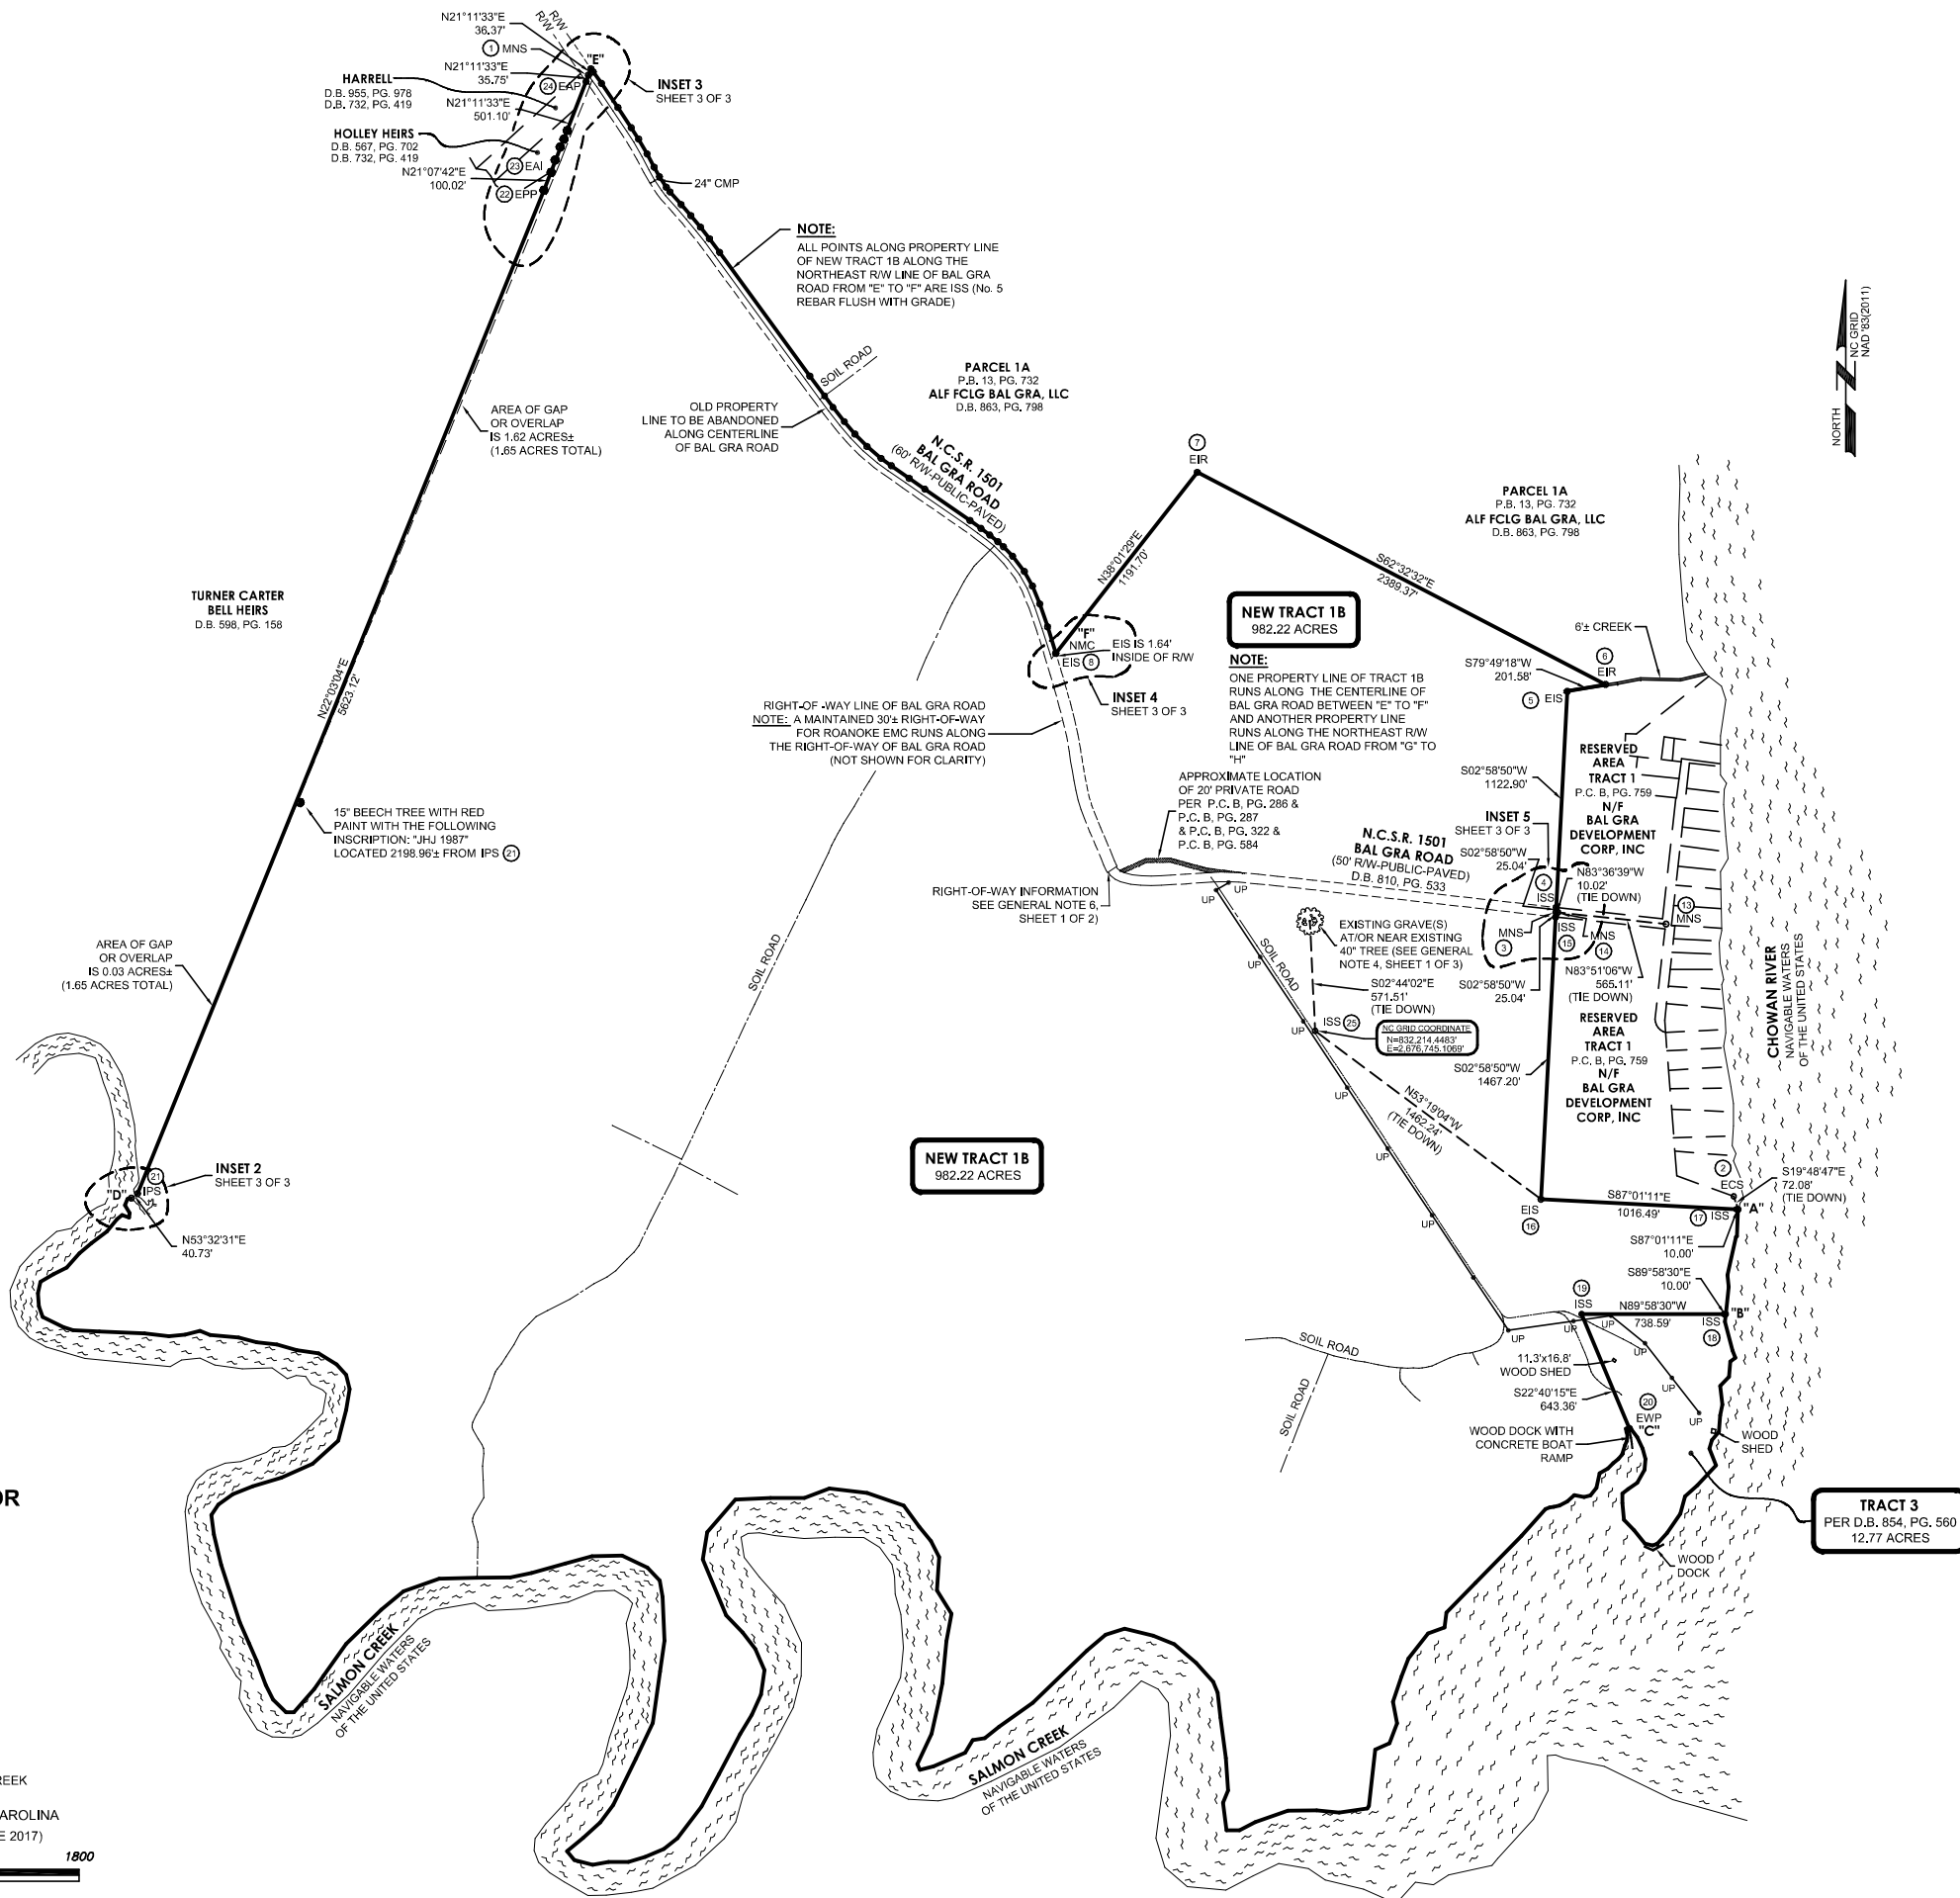 N21°11'33"E
36.37'
R/W
R/W
1 MNS
"E"
N21°11'33"E
35.75'
24 EAP
INSET 3
SHEET 3 OF 3
HARRELL
D.B. 955, PG. 978
D.B. 732, PG. 419
N21°11'33"E
501.10'
HOLLEY HEIRS
D.B. 567, PG. 702
D.B. 732, PG. 419
23 EAI
N21°07'42"E
100.02'
22 EPP
24" CMP
NOTE:
ALL POINTS ALONG PROPERTY LINE
OF NEW TRACT 1B ALONG THE
NORTHEAST R/W LINE OF BAL GRA
ROAD FROM "E" TO "F" ARE ISS (No. 5
REBAR FLUSH WITH GRADE)
NORTH
NC GRID
NAD '83(2011)
SOIL ROAD
PARCEL 1A
P.B. 13, PG. 732
ALF FCLG BAL GRA, LLC
D.B. 863, PG. 798
AREA OF GAP
OR OVERLAP
IS 1.62 ACRES±
(1.65 ACRES TOTAL)
OLD PROPERTY
LINE TO BE ABANDONED
ALONG CENTERLINE
OF BAL GRA ROAD
N.C.S.R. 1501
BAL GRA ROAD
(60' R/W-PUBLIC-PAVED)
7
EIR
PARCEL 1A
P.B. 13, PG. 732
ALF FCLG BAL GRA, LLC
D.B. 863, PG. 798
N38°01'29"E
1191.70'
S62°32'32"E
2389.37'
TURNER CARTER
BELL HEIRS
D.B. 598, PG. 158
N22°03'04"E
5623.12'
NEW TRACT 1B
982.22 ACRES
"F"
NMC
EIS 8
EIS IS 1.64'
INSIDE OF R/W
INSET 4
SHEET 3 OF 3
6'± CREEK
S79°49'18"W
201.58'
6
EIR
5 EIS
NOTE:
ONE PROPERTY LINE OF TRACT 1B
RUNS ALONG THE CENTERLINE OF
BAL GRA ROAD BETWEEN "E" TO "F"
AND ANOTHER PROPERTY LINE
RUNS ALONG THE NORTHEAST R/W
LINE OF BAL GRA ROAD FROM "G" TO
"H"
RIGHT-OF -WAY LINE OF BAL GRA ROAD
NOTE: A MAINTAINED 30'± RIGHT-OF-WAY
FOR ROANOKE EMC RUNS ALONG
THE RIGHT-OF-WAY OF BAL GRA ROAD
(NOT SHOWN FOR CLARITY)
RESERVED
AREA
TRACT 1
P.C. B, PG. 759
N/F
BAL GRA
DEVELOPMENT
CORP, INC
S02°58'50"W
1122.90'
APPROXIMATE LOCATION
OF 20' PRIVATE ROAD
PER P.C. B, PG. 286 &
P.C. B, PG. 287
& P.C. B, PG. 322 &
P.C. B, PG. 584
15" BEECH TREE WITH RED
PAINT WITH THE FOLLOWING
INSCRIPTION: "JHJ 1987"
LOCATED 2198.96'± FROM IPS 21
INSET 5
SHEET 3 OF 3
S02°58'50"W
25.04'
N.C.S.R. 1501
BAL GRA ROAD
(50' R/W-PUBLIC-PAVED)
D.B. 810, PG. 533
4
ISS
N83°36'39"W
10.02'
(TIE DOWN)
13
MNS
RIGHT-OF-WAY INFORMATION
SEE GENERAL NOTE 6,
SHEET 1 OF 2)
UP
UP
EXISTING GRAVE(S)
AT/OR NEAR EXISTING
40" TREE (SEE GENERAL
NOTE 4, SHEET 1 OF 3)
MNS
3
ISS
15
MNS
14
N83°51'06"W
565.11'
(TIE DOWN)
S02°58'50"W
25.04'
CHOWAN RIVER
NAVIGABLE WATERS
OF THE UNITED STATES
AREA OF GAP
OR OVERLAP
IS 0.03 ACRES±
(1.65 ACRES TOTAL)
SOIL ROAD
SOIL ROAD
UP
S02°44'02"E
571.51'
(TIE DOWN)
UP
ISS 25
NC GRID COORDINATE
N=832,214.4483'
E=2,676,745.1069'
RESERVED
AREA
TRACT 1
P.C. B, PG. 759
N/F
BAL GRA
DEVELOPMENT
CORP, INC
S02°58'50"W
1467.20'
UP
N53°19'04"W
1462.24'
(TIE DOWN)
UP
NEW TRACT 1B
982.22 ACRES
INSET 2
SHEET 3 OF 3
21
IPS
"D"
N53°32'31"E
40.73'
2
ECS
S19°48'47"E
72.08'
(TIE DOWN)
EIS
16
S87°01'11"E
1016.49'
17 ISS
"A"
UP
S87°01'11"E
10.00'
S89°58'30"E
10.00'
19
ISS
N89°58'30"W
738.59'
"B"
ISS
18
UP
UP
UP
UP
SOIL ROAD
SOIL ROAD
11.3'x16.8'
WOOD SHED
UP
S22°40'15"E
643.36'
20
EWP
"C"
UP
WOOD
SHED
WOOD DOCK WITH
CONCRETE BOAT
RAMP
TRACT 3
PER D.B. 854, PG. 560
12.77 ACRES
WOOD
DOCK
OR
SALMON CREEK
NAVIGABLE WATERS
OF THE UNITED STATES
SALMON CREEK
NAVIGABLE WATERS
OF THE UNITED STATES
REEK
AROLINA
E 2017)
1800